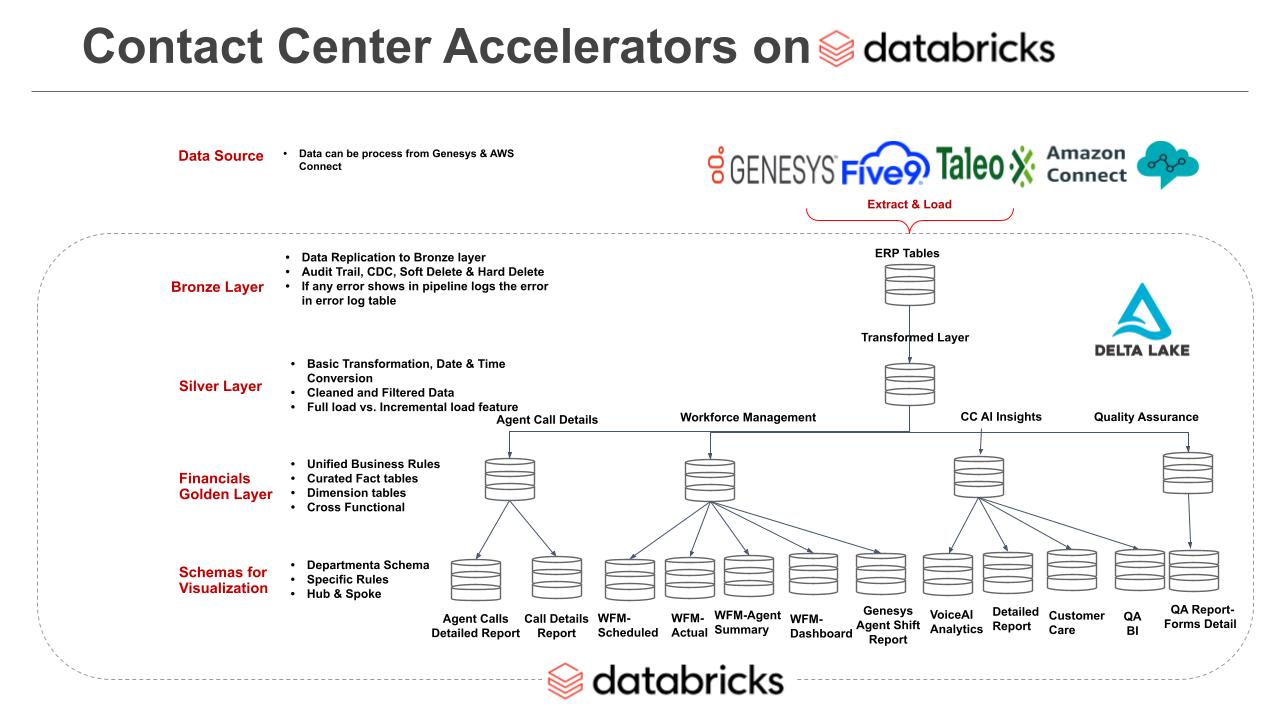 Contact Center Accelerators on databricks
Data Source
• Data can be process from Genesys & AWS
Connect
GENESYS™
Five9
Taleo
Amazon
Connect
Extract & Load
ERP Tables
Bronze Layer
• Data Replication to Bronze layer
• Audit Trail, CDC, Soft Delete & Hard Delete
• If any error shows in pipeline logs the error
in error log table
DELTA LAKE
Transformed Layer
Silver Layer
• Basic Transformation, Date & Time
Conversion
• Cleaned and Filtered Data
• Full load vs. Incremental load feature
Agent Call Details
Workforce Management
CC AI Insights
Quality Assurance
Financials
Golden Layer
• Unified Business Rules
• Curated Fact tables
• Dimension tables
• Cross Functional
Schemas for
Visualization
• Departmenta Schema
• Specific Rules
• Hub & Spoke
Agent Calls
Detailed Report
Call Details
Report
WFM-
Scheduled
WFM-
Actual
WFM-Agent
Summary
WFM-
Dashboard
Genesys
Agent Shift
Report
VoiceAI
Analytics
Detailed
Report
Customer
Care
QA
BI
QA Report-
Forms Detail
databricks